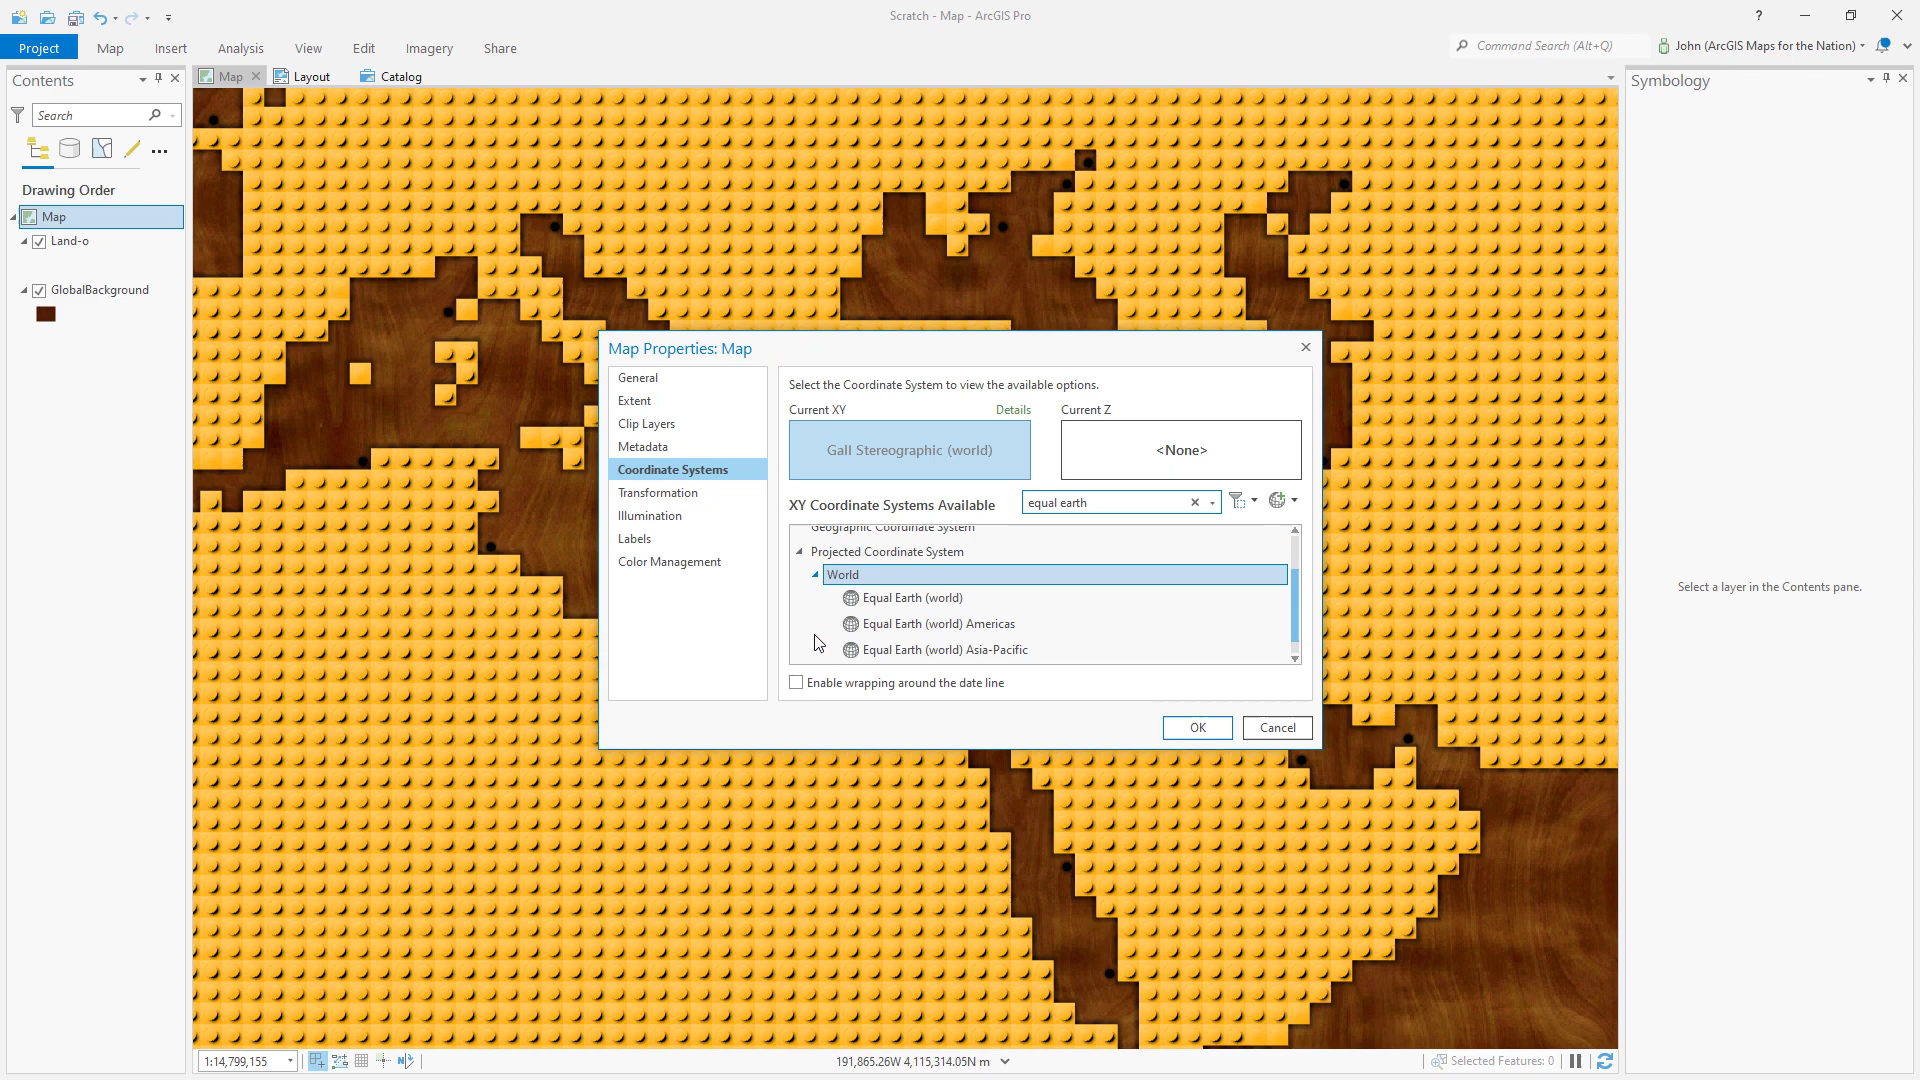 Scratch - Map - ArcGIS Pro
?
Project
Map
Insert
Analysis
View
Edit
Imagery
Share
Command Search (Alt+Q)
John (ArcGIS Maps for the Nation)
Contents
Map
Layout
Catalog
Symbology
Search
Drawing Order
Map
Land-o
GlobalBackground
Map Properties: Map
General
Extent
Clip Layers
Metadata
Coordinate Systems
Transformation
Illumination
Labels
Color Management
Select the Coordinate System to view the available options.
Current XY
Details
Current Z
Gall Stereographic (world)
<None>
XY Coordinate Systems Available
equal earth
Geographic Coordinate System
Projected Coordinate System
World
Equal Earth (world)
Equal Earth (world) Americas
Equal Earth (world) Asia-Pacific
Enable wrapping around the date line
OK
Cancel
Select a layer in the Contents pane.
1:14,799,155
191,865.26W 4,115,314.05N m
Selected Features: 0